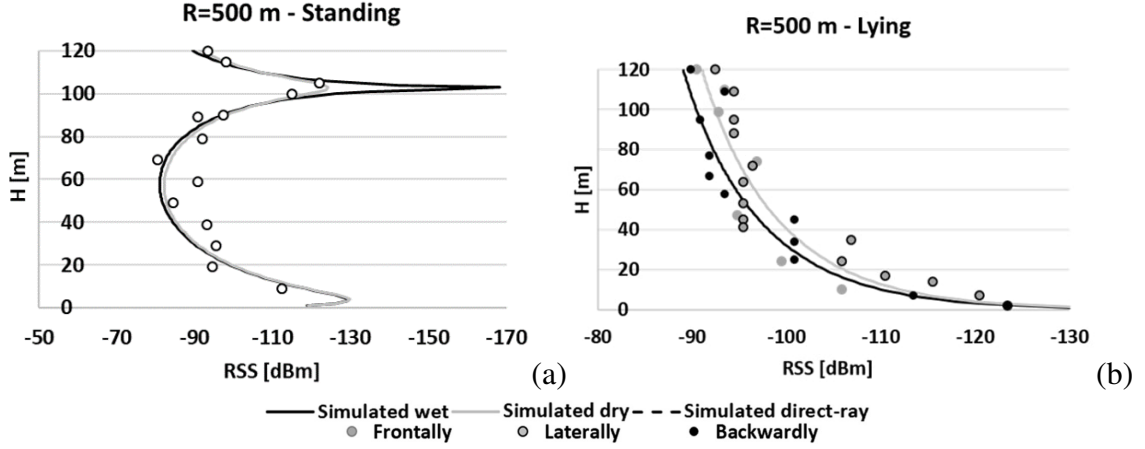 R=500 m - Standing
H [m]
120
100
80
60
40
20
0
-50 -70 -90 -110 -130 -150 -170
RSS [dBm]
(a)
R=500 m - Lying
H [m]
120
100
80
60
40
20
0
-80 -90 -100 -110 -120 -130
RSS [dBm]
(b)
Simulated wet Simulated dry Simulated direct-ray
Frontally Laterally Backwardly